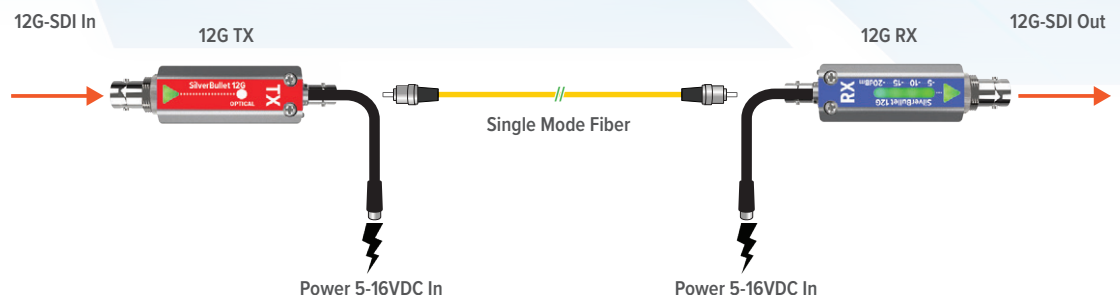 12G-SDI In
12G TX
12G RX
12G-SDI Out
SilverBullet 12G
OPTICAL
TX
RX
-5 -10 -15 -20dBm
SilverBullet 12G
Single Mode Fiber
Power 5-16VDC In
Power 5-16VDC In